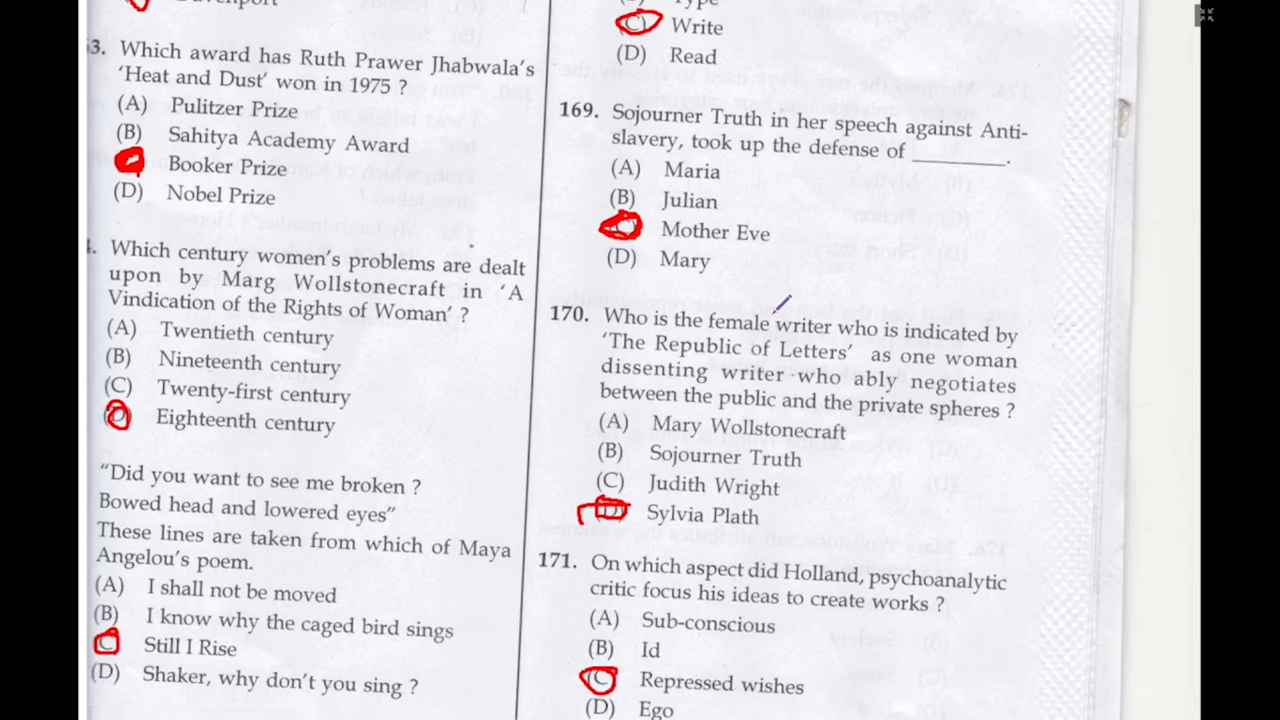 Davenport
53. Which award has Ruth Prawer Jhabwala's
'Heat and Dust' won in 1975 ?
(A) Pulitzer Prize
(B) Sahitya Academy Award
Booker Prize
(D) Nobel Prize
Which century women's problems are dealt
upon by Marg Wollstonecraft in 'A
Vindication of the Rights of Woman' ?
(A) Twentieth century
(B) Nineteenth century
(C) Twenty-first century
(D) Eighteenth century
"Did you want to see me broken ?
Bowed head and lowered eyes"
These lines are taken from which of Maya
Angelou's poem.
(A) I shall not be moved
(B) I know why the caged bird sings
(C) Still I Rise
(D) Shaker, why don't you sing ?
Type
(C) Write
(D) Read
169. Sojourner Truth in her speech against Anti-
slavery, took up the defense of ________.
(A) Maria
(B) Julian
(C) Mother Eve
(D) Mary
170. Who is the female writer who is indicated by
'The Republic of Letters' as one woman
dissenting writer who ably negotiates
between the public and the private spheres ?
(A) Mary Wollstonecraft
(B) Sojourner Truth
(C) Judith Wright
(D) Sylvia Plath
171. On which aspect did Holland, psychoanalytic
critic focus his ideas to create works ?
(A) Sub-conscious
(B) Id
(C) Repressed wishes
(D) Ego